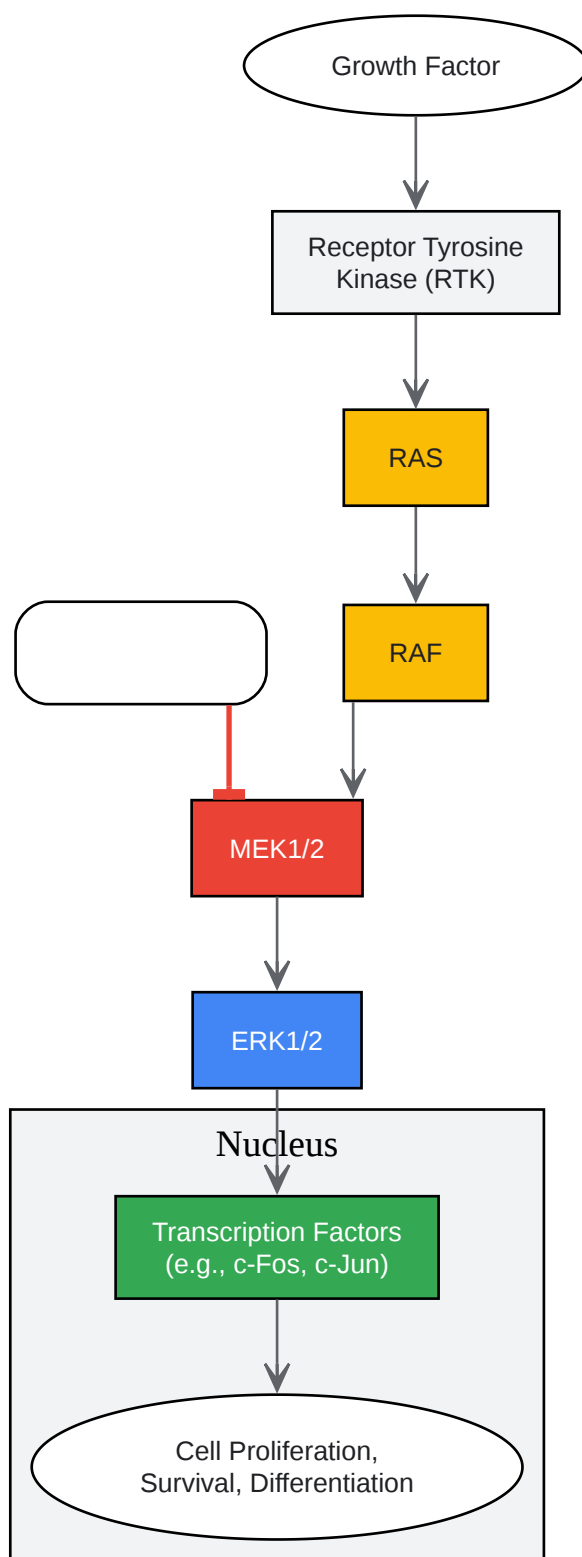 Growth Factor
Receptor Tyrosine
Kinase (RTK)
RAS
RAF
MEK1/2
ERK1/2
Nucleus
Transcription Factors
(e.g., c-Fos, c-Jun)
Cell Proliferation,
Survival, Differentiation